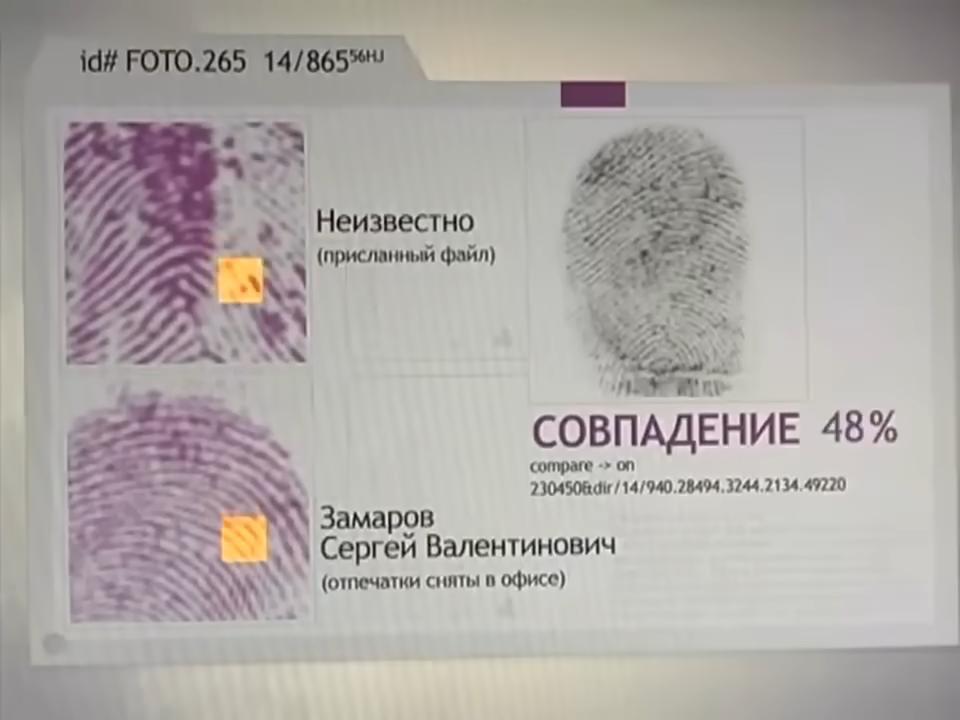 id# FOTO.265 14/865⁵⁶ᴴᴶ
Неизвестно
(присланный файл)
СОВПАДЕНИЕ 48%
compare -> on
230450&dir/14/940.28494.3244.2134.49220
Замаров
Сергей Валентинович
(отпечатки сняты в офисе)